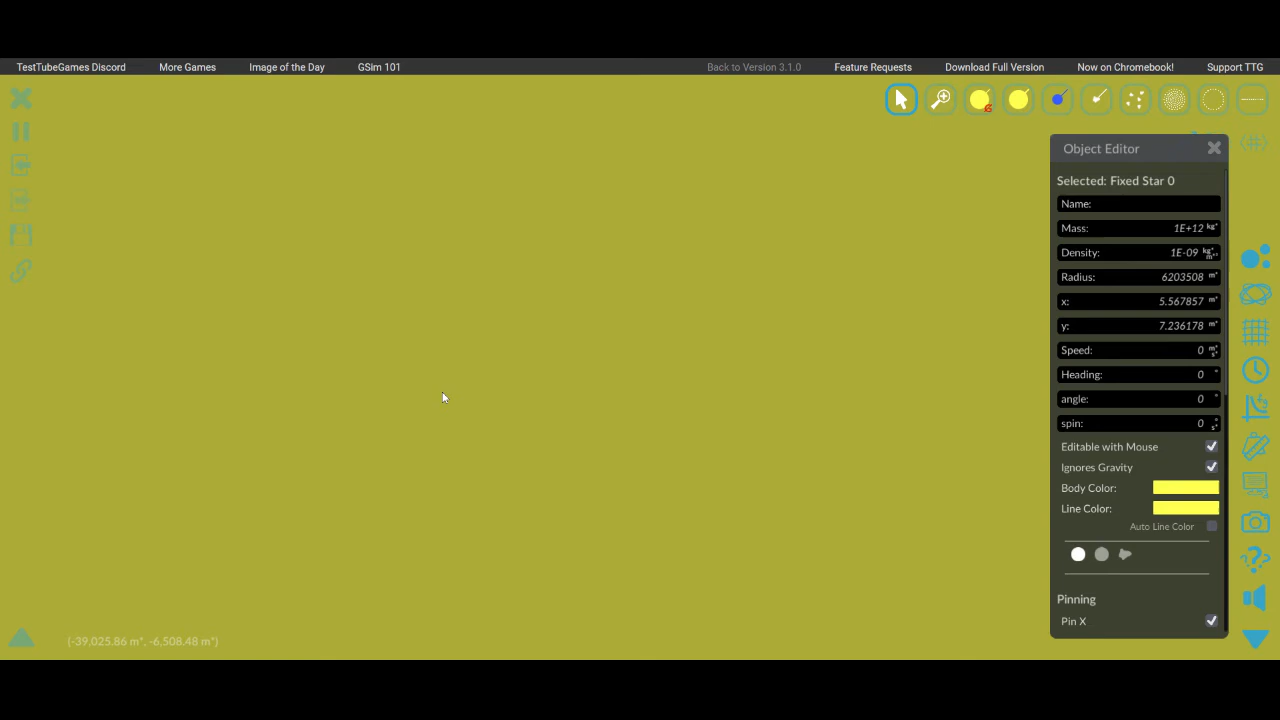 TestTubeGames Discord More Games Image of the Day GSim 101 Back to Version 3.1.0 Feature Requests Download Full Version Now on Chromebook! Support TTG
Object Editor
Selected: Fixed Star 0
Name:
Mass: 1E+12 kg*
Density: 1E-09
Radius: 6203508 m*
x: 5.567857 m*
y: 7.236178 m*
Speed: 0 m*/s*
Heading: 0 °
angle: 0 °
spin: 0 °/s*
Editable with Mouse
Ignores Gravity
Body Color:
Line Color:
Auto Line Color
Pinning
Pin X
(-39,025.86 m*, -6,508.48 m*)